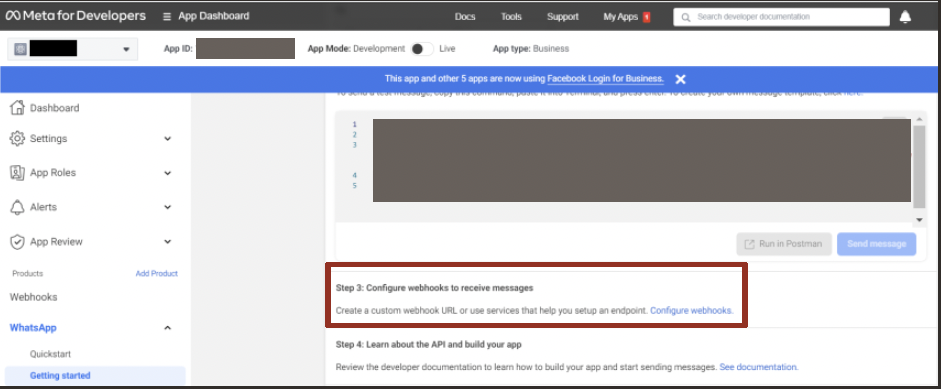 Meta for Developers
App Dashboard
Docs
Tools
Support
My Apps
Search developer documentation
App ID:
App Mode: Development
Live
App type: Business
This app and other 5 apps are now using Facebook Login for Business.
To send a test message, copy this command, paste it into Terminal, and press enter. To create your own message template, click here.
Dashboard
Settings
App Roles
Alerts
App Review
Products
Add Product
Webhooks
WhatsApp
Quickstart
Getting started
1
2
3
4
5
Run in Postman
Send message
Step 3: Configure webhooks to receive messages
Create a custom webhook URL or use services that help you setup an endpoint. Configure webhooks.
Step 4: Learn about the API and build your app
Review the developer documentation to learn how to build your app and start sending messages. See documentation.